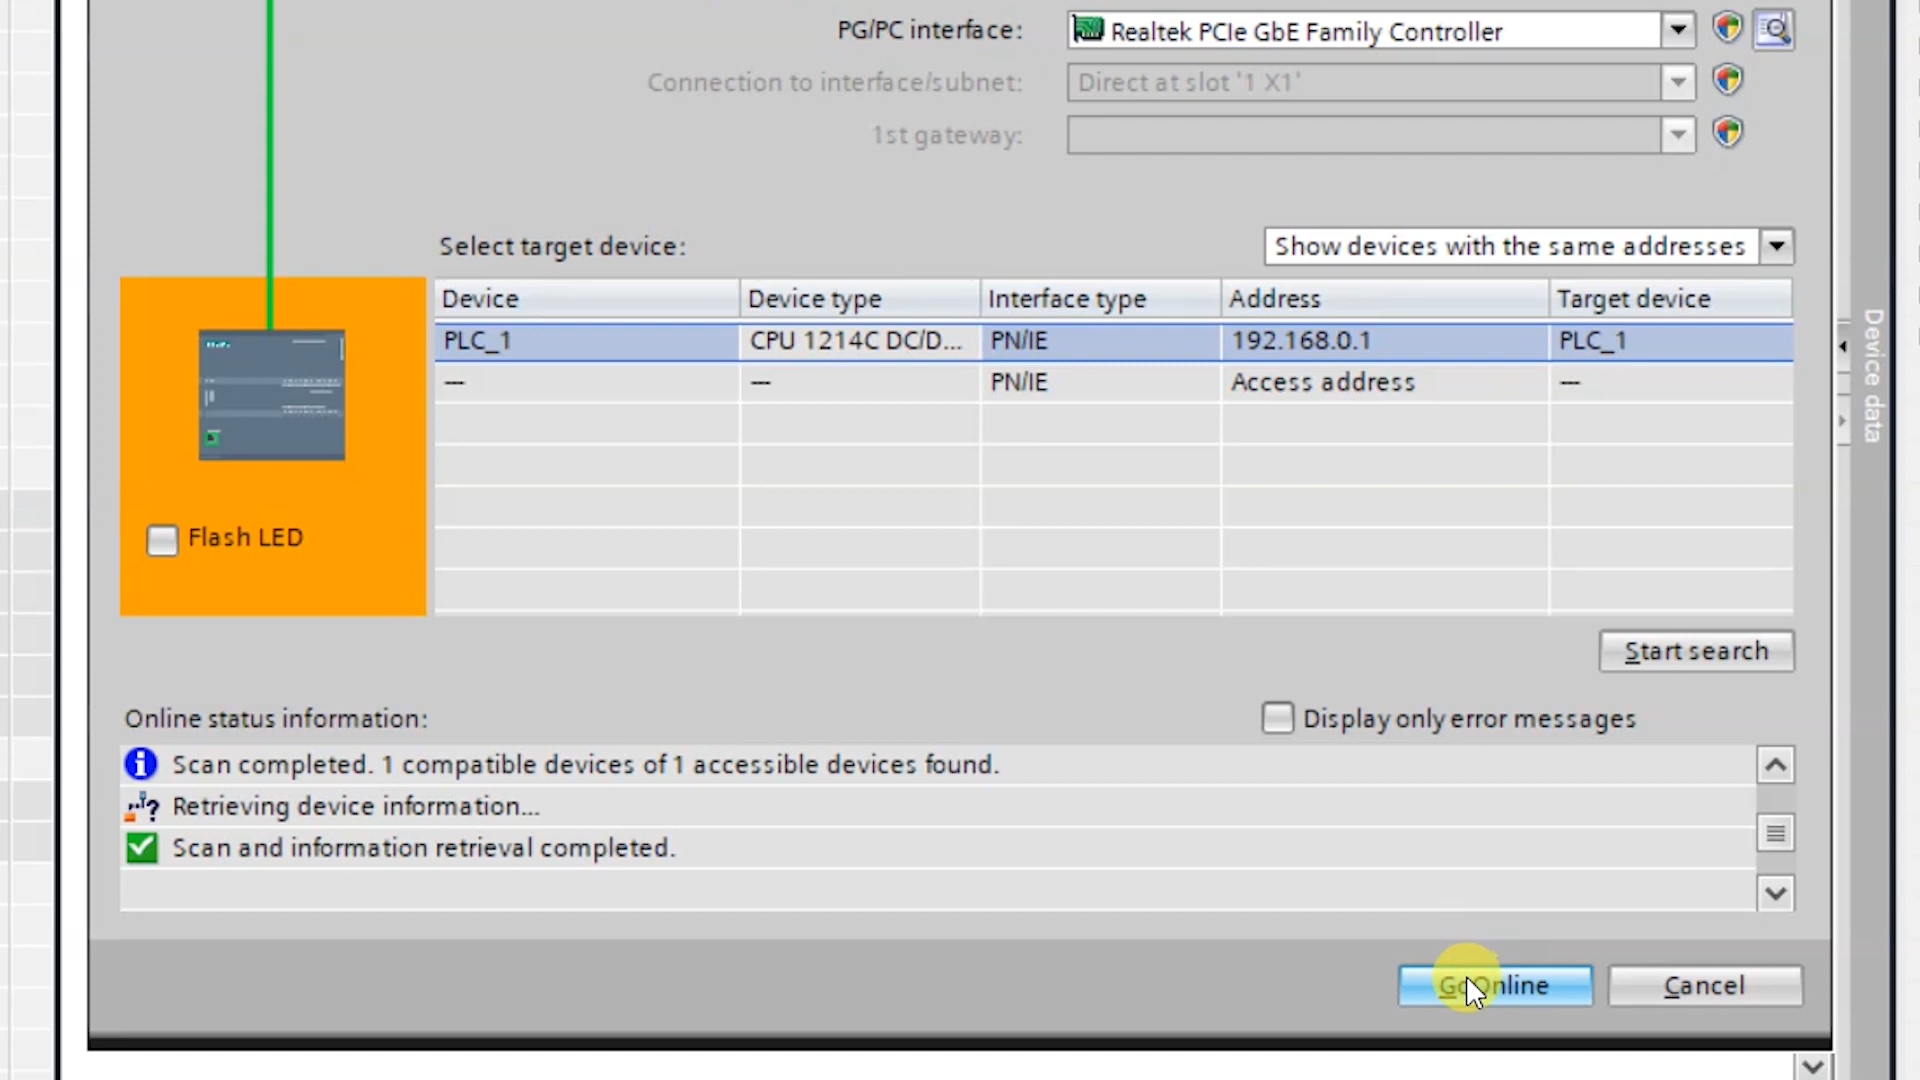 PG/PC interface: Realtek PCIe GbE Family Controller
Connection to interface/subnet: Direct at slot '1 X1'
1st gateway:
Select target device: Show devices with the same addresses
Device Device type Interface type Address Target device
PLC_1 CPU 1214C DC/D... PN/IE 192.168.0.1 PLC_1
— — PN/IE Access address —
Flash LED
Start search
Online status information: Display only error messages
Scan completed. 1 compatible devices of 1 accessible devices found.
Retrieving device information...
Scan and information retrieval completed.
GoOnline Cancel
Device data